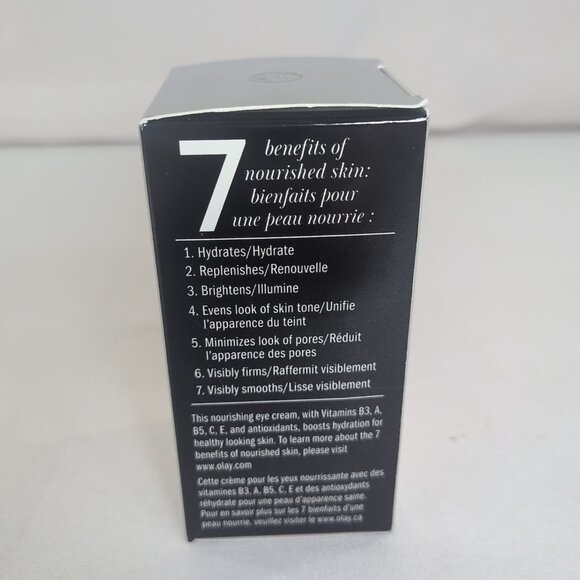 7
benefits of
nourished skin:
bienfaits pour
une peau nourrie :
1. Hydrates/Hydrate
2. Replenishes/Renouvelle
3. Brightens/Illumine
4. Evens look of skin tone/Unifie
l'apparence du teint
5. Minimizes look of pores/Réduit
l'apparence des pores
6. Visibly firms/Raffermit visiblement
7. Visibly smooths/Lisse visiblement
This nourishing eye cream, with Vitamins B3, A,
B5, C, E, and antioxidants, boosts hydration for
healthy looking skin. To learn more about the 7
benefits of nourished skin, please visit
www.olay.com
Cette crème pour les yeux nourrissante avec des
vitamines B3, A, B5, C, E et des antioxydants
réhydrate pour une peau d'apparence saine.
Pour en savoir plus sur les 7 bienfaits d'une
peau nourrie, veuillez visiter le www.olay.ca